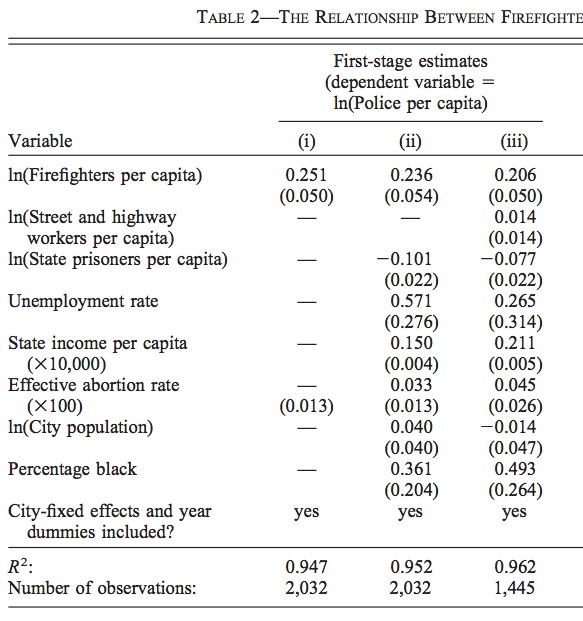 TABLE 2—THE RELATIONSHIP BETWEEN FIREFIGHTE
First-stage estimates
(dependent variable =
ln(Police per capita)
Variable (i) (ii) (iii)
ln(Firefighters per capita) 0.251 0.236 0.206
(0.050) (0.054) (0.050)
ln(Street and highway — — 0.014
workers per capita) (0.014)
ln(State prisoners per capita) — −0.101 −0.077
(0.022) (0.022)
Unemployment rate — 0.571 0.265
(0.276) (0.314)
State income per capita — 0.150 0.211
(×10,000) (0.004) (0.005)
Effective abortion rate — 0.033 0.045
(×100) (0.013) (0.013) (0.026)
ln(City population) — 0.040 −0.014
(0.040) (0.047)
Percentage black — 0.361 0.493
(0.204) (0.264)
City-fixed effects and year yes yes yes
dummies included?
R²: 0.947 0.952 0.962
Number of observations: 2,032 2,032 1,445